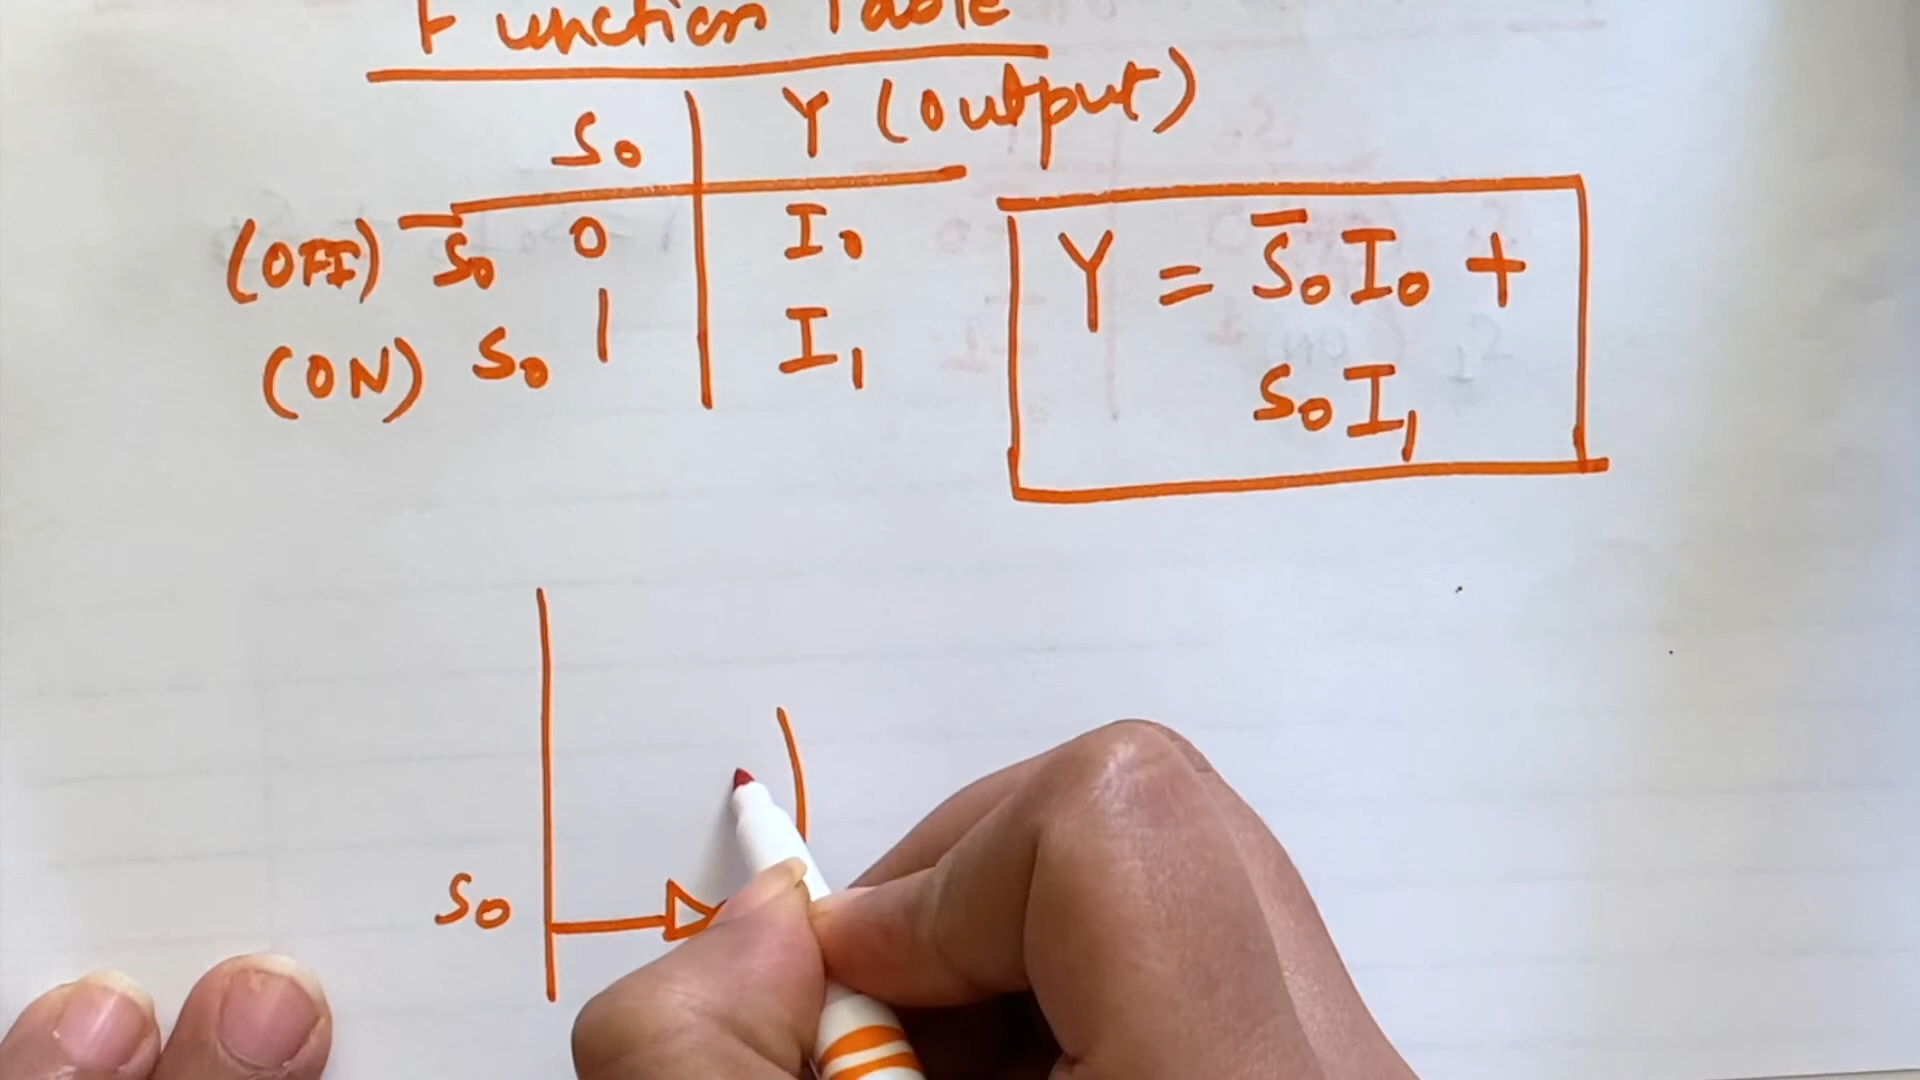 Function Table
S₀ Y (output)
(OFF) S̅₀ 0 I₀
(ON) S₀ 1 I₁
Y = S̅₀I₀ +
S₀I₁
S₀